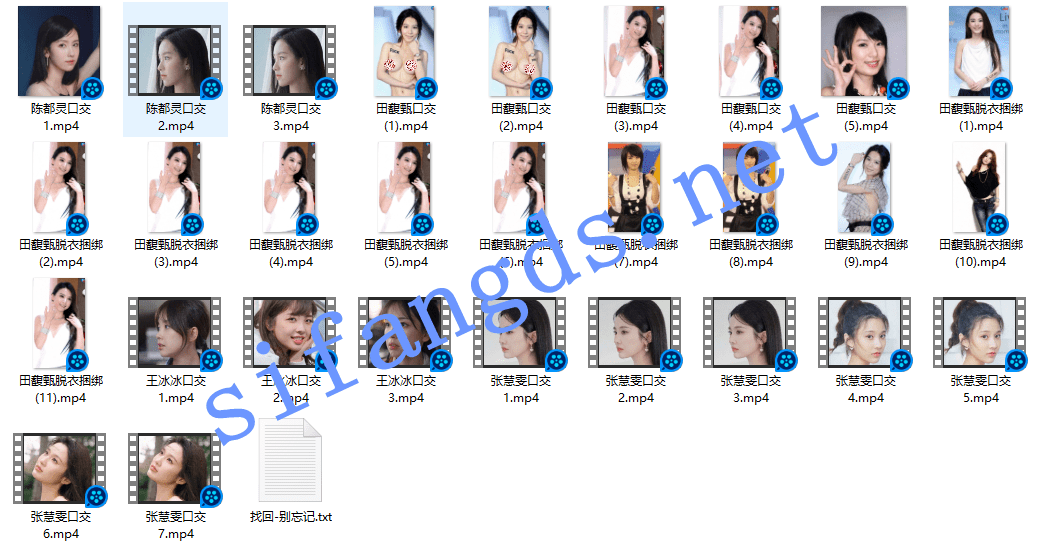 陈都灵口交
1.mp4
陈都灵口交
2.mp4
陈都灵口交
3.mp4
田馥甄口交
(1).mp4
田馥甄口交
(2).mp4
田馥甄口交
(3).mp4
田馥甄口交
(4).mp4
田馥甄口交
(5).mp4
田馥甄脱衣捆绑
(1).mp4
田馥甄脱衣捆绑
(2).mp4
田馥甄脱衣捆绑
(3).mp4
田馥甄脱衣捆绑
(4).mp4
田馥甄脱衣捆绑
(5).mp4
田馥甄脱衣捆绑
(6).mp4
田馥甄脱衣捆绑
(7).mp4
田馥甄脱衣捆绑
(8).mp4
田馥甄脱衣捆绑
(9).mp4
田馥甄脱衣捆绑
(10).mp4
田馥甄脱衣捆绑
(11).mp4
王冰冰口交
1.mp4
王冰冰口交
2.mp4
王冰冰口交
3.mp4
张慧雯口交
1.mp4
张慧雯口交
2.mp4
张慧雯口交
3.mp4
张慧雯口交
4.mp4
张慧雯口交
5.mp4
张慧雯口交
6.mp4
张慧雯口交
7.mp4
找回-别忘记.txt
sifangds.net